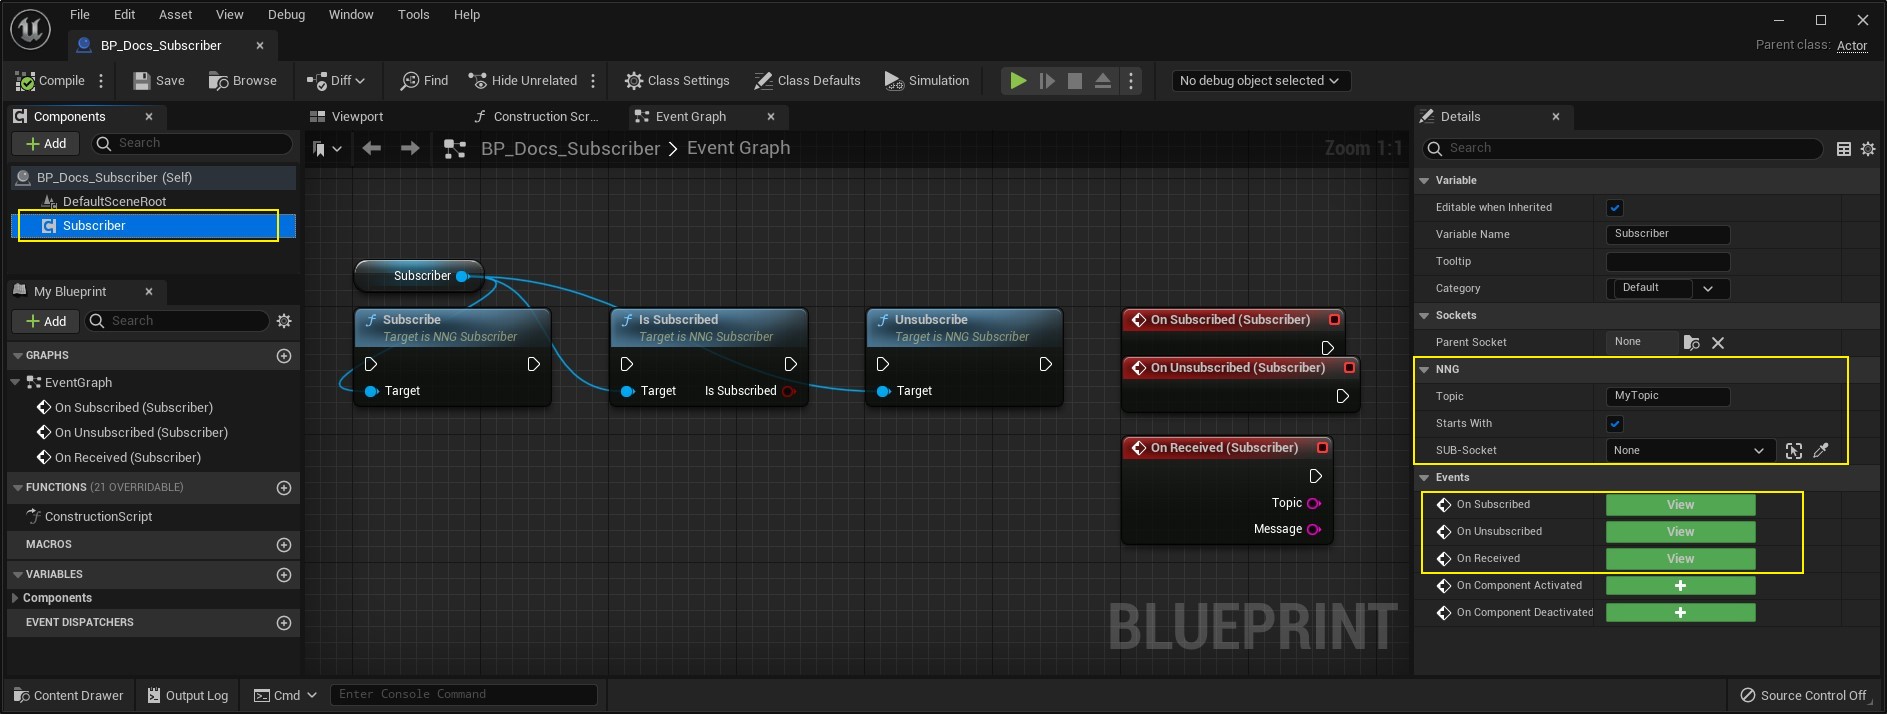 File Edit Asset View Debug Window Tools Help
BP_Docs_Subscriber
Parent class: Actor
Compile Save Browse Diff Find Hide Unrelated Class Settings Class Defaults Simulation No debug object selected
Components
Add Search
BP_Docs_Subscriber (Self)
DefaultSceneRoot
Subscriber
My Blueprint
Add Search
GRAPHS
EventGraph
On Subscribed (Subscriber)
On Unsubscribed (Subscriber)
On Received (Subscriber)
FUNCTIONS (21 OVERRIDABLE)
ConstructionScript
MACROS
VARIABLES
Components
EVENT DISPATCHERS
Viewport Construction Scr... Event Graph
BP_Docs_Subscriber > Event Graph Zoom 1:1
Subscriber
Subscribe
Target is NNG Subscriber
Target
Is Subscribed
Target is NNG Subscriber
Target Is Subscribed
Unsubscribe
Target is NNG Subscriber
Target
On Subscribed (Subscriber)
On Unsubscribed (Subscriber)
On Received (Subscriber)
Topic
Message
BLUEPRINT
Details
Search
Variable
Editable when Inherited
Variable Name Subscriber
Tooltip
Category Default
Sockets
Parent Socket None
NNG
Topic MyTopic
Starts With
SUB-Socket None
Events
On Subscribed View
On Unsubscribed View
On Received View
On Component Activated
On Component Deactivated
Content Drawer Output Log Cmd Enter Console Command Source Control Off